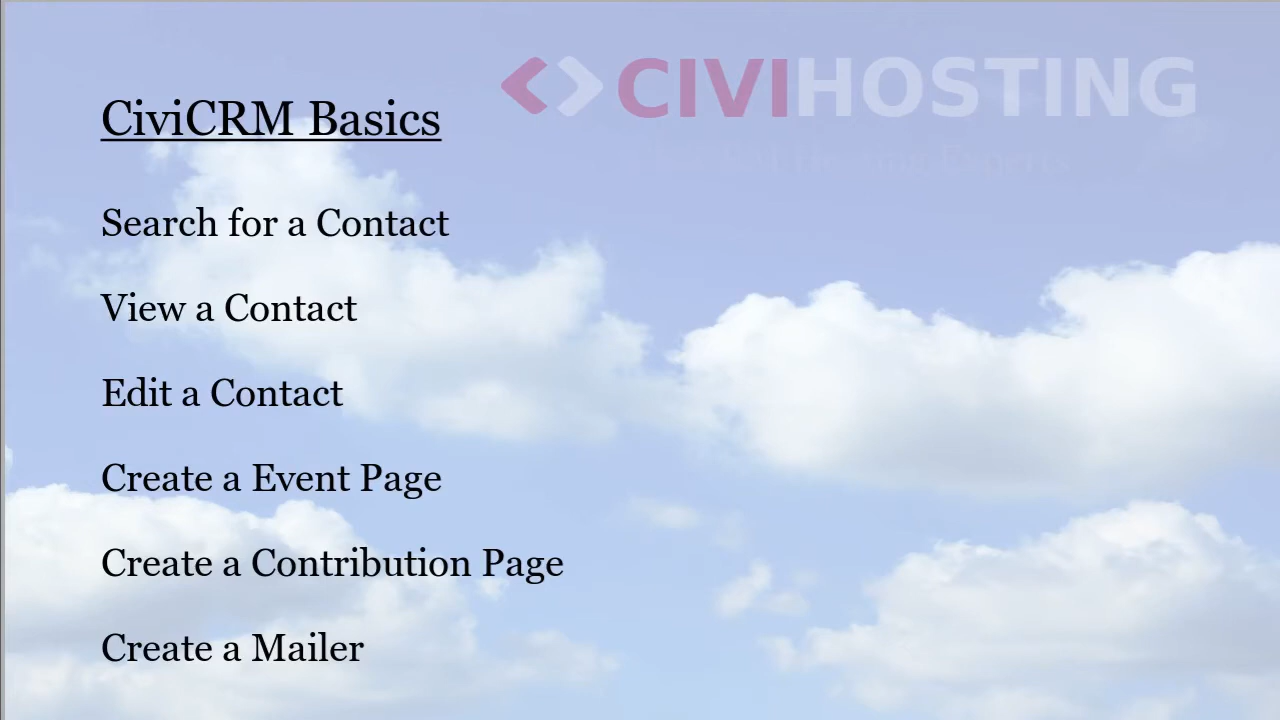 CIVIHOSTING
CiviCRM Basics
Search for a Contact
View a Contact
Edit a Contact
Create a Event Page
Create a Contribution Page
Create a Mailer